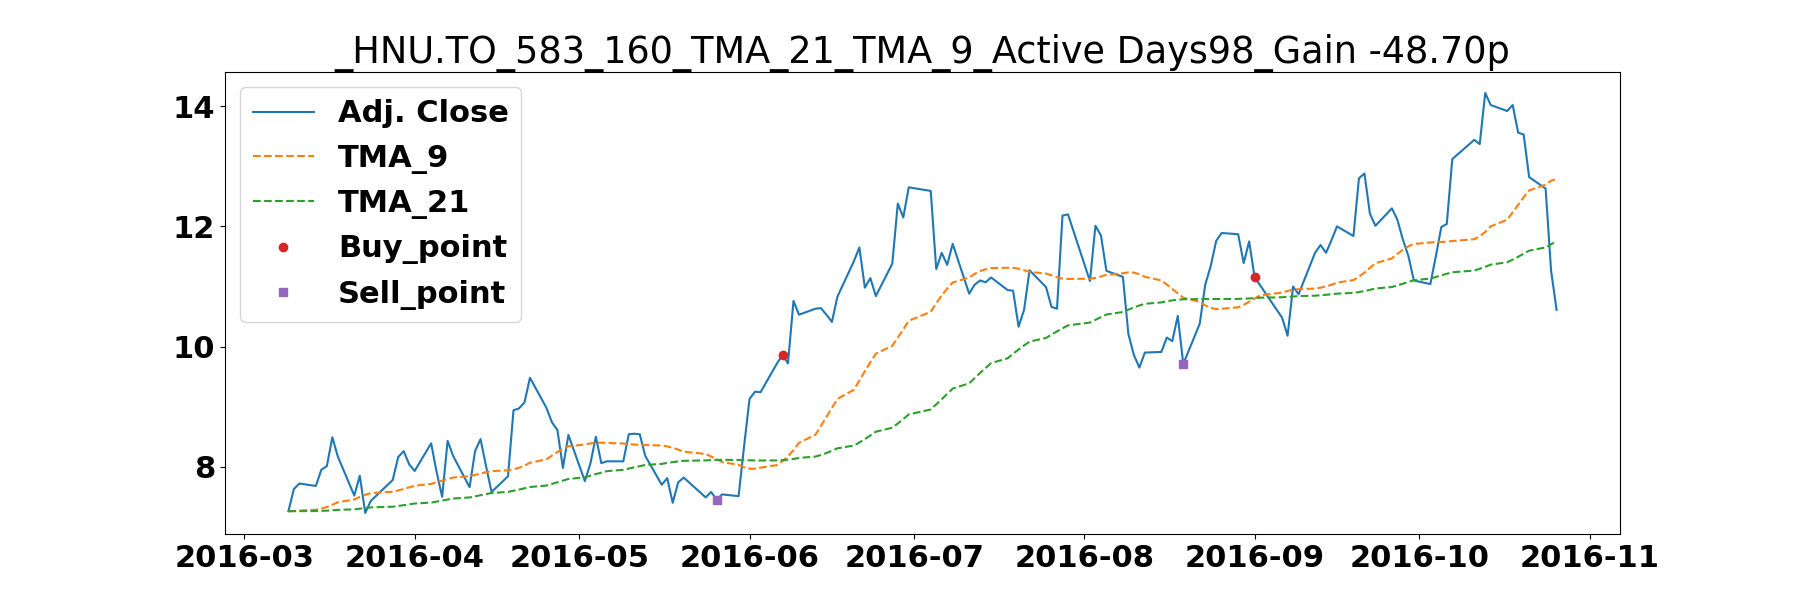 _HNU.TO_583_160_TMA_21_TMA_9_Active Days98_Gain -48.70p
14
12
10
8
Adj. Close
TMA_9
TMA_21
Buy_point
Sell_point
2016-03 2016-04 2016-05 2016-06 2016-07 2016-08 2016-09 2016-10 2016-11